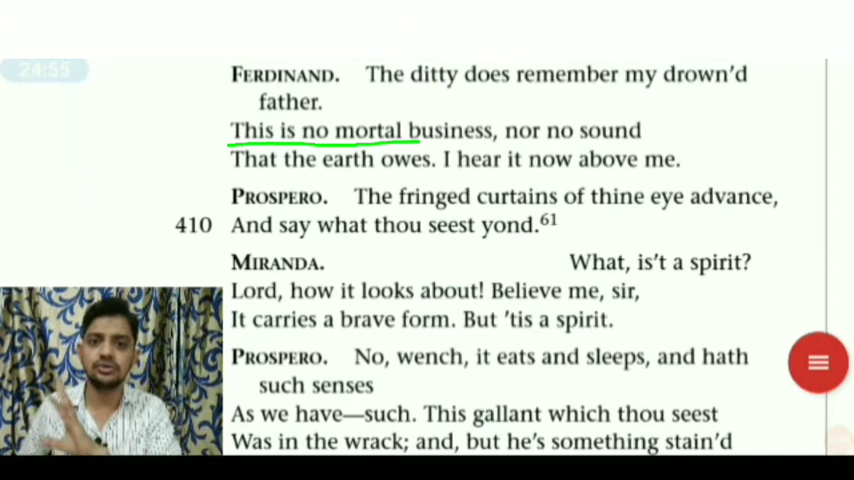 24:55
FERDINAND. The ditty does remember my drown'd
father.
This is no mortal business, nor no sound
That the earth owes. I hear it now above me.
PROSPERO. The fringed curtains of thine eye advance,
410 And say what thou seest yond.61
MIRANDA. What, is't a spirit?
Lord, how it looks about! Believe me, sir,
It carries a brave form. But 'tis a spirit.
PROSPERO. No, wench, it eats and sleeps, and hath
such senses
As we have—such. This gallant which thou seest
Was in the wrack; and, but he's something stain'd